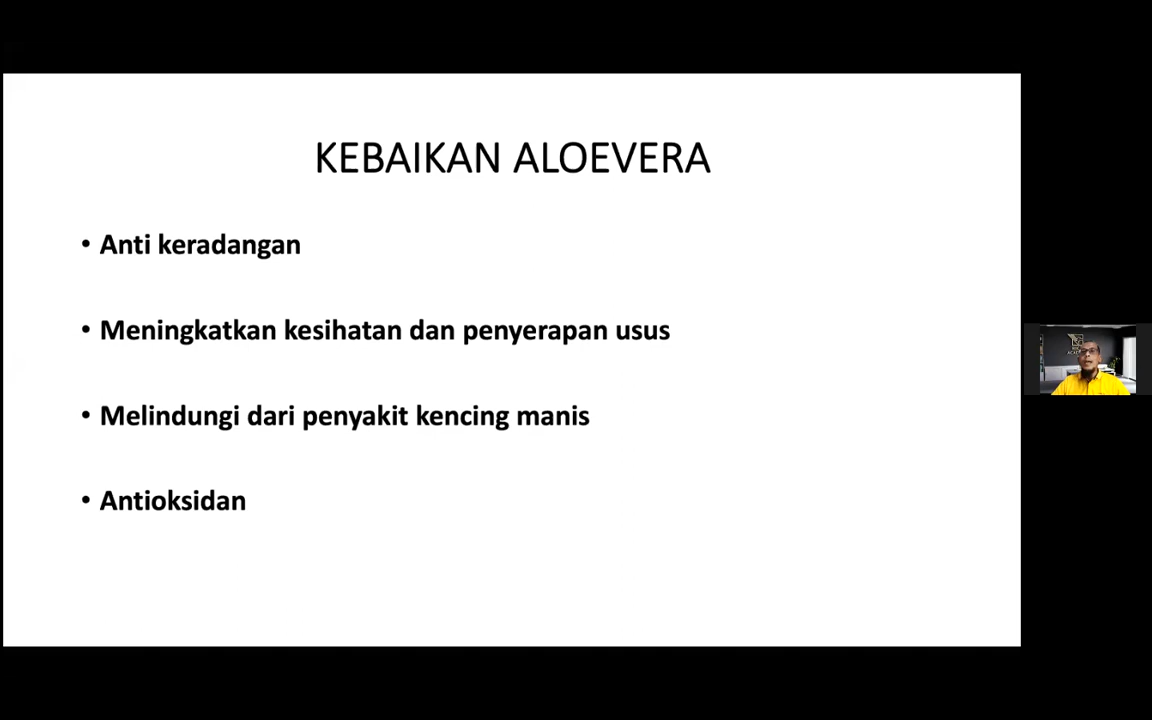 KEBAIKAN ALOEVERA
• Anti keradangan
• Meningkatkan kesihatan dan penyerapan usus
• Melindungi dari penyakit kencing manis
• Antioksidan